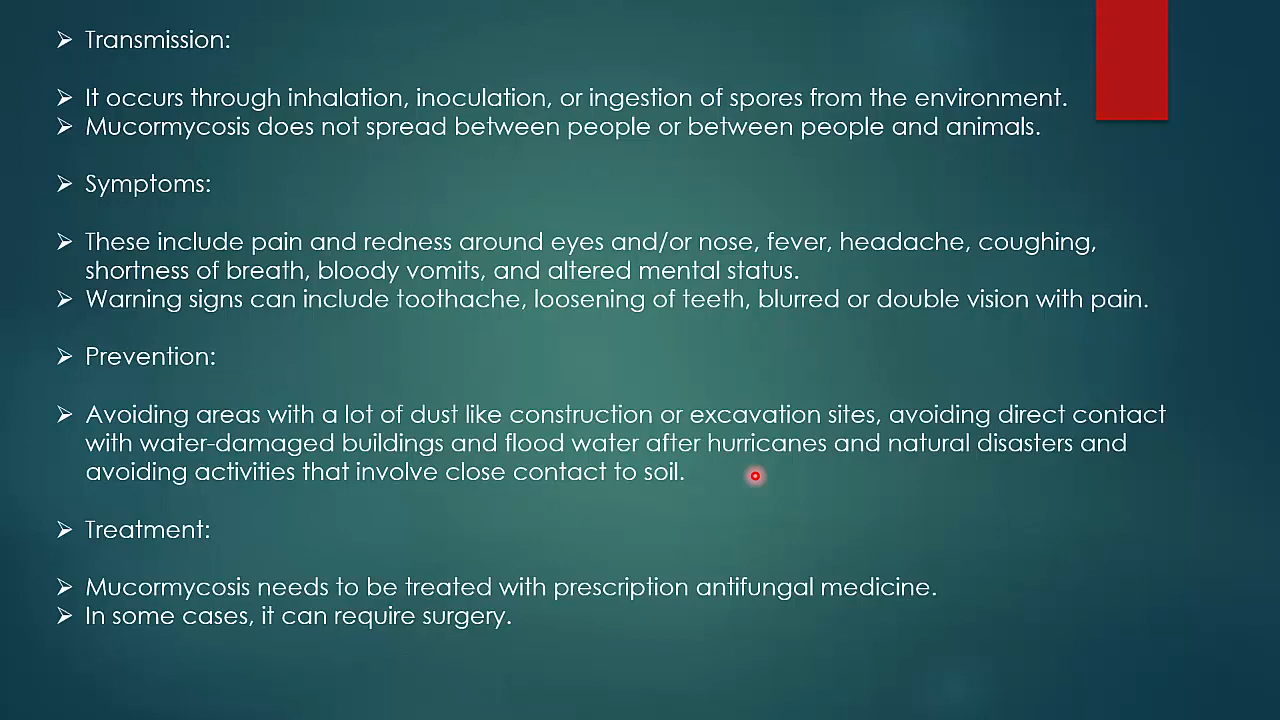 ➢ Transmission:
➢ It occurs through inhalation, inoculation, or ingestion of spores from the environment.
➢ Mucormycosis does not spread between people or between people and animals.
➢ Symptoms:
➢ These include pain and redness around eyes and/or nose, fever, headache, coughing,
shortness of breath, bloody vomits, and altered mental status.
➢ Warning signs can include toothache, loosening of teeth, blurred or double vision with pain.
➢ Prevention:
➢ Avoiding areas with a lot of dust like construction or excavation sites, avoiding direct contact
with water-damaged buildings and flood water after hurricanes and natural disasters and
avoiding activities that involve close contact to soil.
➢ Treatment:
➢ Mucormycosis needs to be treated with prescription antifungal medicine.
➢ In some cases, it can require surgery.